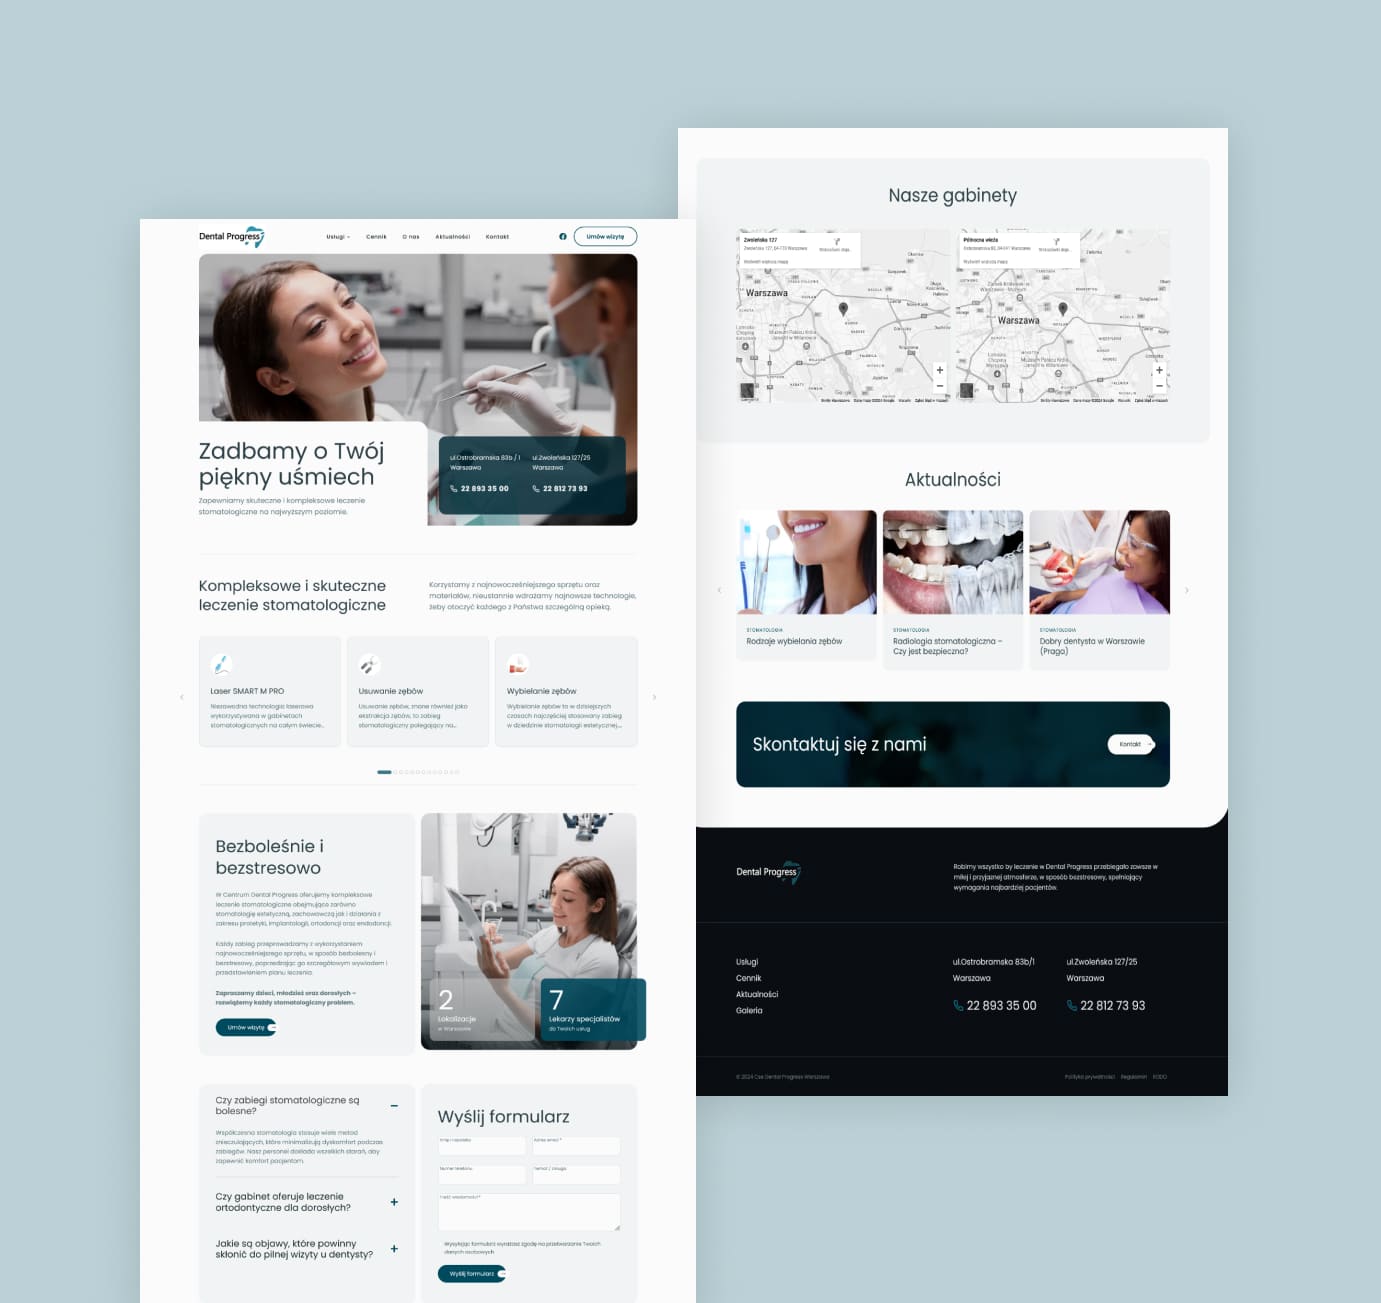 Dental Progress
Usługi
Cennik
O nas
Aktualności
Kontakt
Umów wizytę
Zadbamy o Twój
piękny uśmiech
Zapewniamy skuteczne i kompleksowe leczenie
stomatologiczne na najwyższym poziomie.
ul.Ostrobramska 83b / 1
Warszawa
22 893 35 00
ul.Zwoleńska 127/25
Warszawa
22 812 73 93
Kompleksowe i skuteczne
leczenie stomatologiczne
Korzystamy z najnowocześniejszego sprzętu oraz
materiałów, nieustannie wdrażamy najnowsze technologie,
żeby otoczyć każdego z Państwa szczególną opieką.
Laser SMART M PRO
Niezawodna technologia laserowa
wykorzystywana w gabinetach
stomatologicznych na całym świecie...
Usuwanie zębów
Usuwanie zębów, znane również jako
ekstrakcja zębów, to zabieg
stomatologiczny polegający na...
Wybielanie zębów
Wybielanie zębów to w dzisiejszych
czasach najczęściej stosowany zabieg
w dziedzinie stomatologii estetycznej,...
Bezboleśnie i
bezstresowo
W Centrum Dental Progress oferujemy kompleksowe
leczenie stomatologiczne obejmujące zarówno
stomatologię estetyczną, zachowawczą jak i działania z
zakresu protetyki, implantologii, ortodoncji oraz endodoncji.
Każdy zabieg przeprowadzamy z wykorzystaniem
najnowocześniejszego sprzętu, w sposób bezbolesny i
bezstresowy, poprzedzając go szczegółowym wywiadem i
przedstawieniem planu leczenia.
Zapraszamy dzieci, młodzież oraz dorosłych –
rozwiążemy każdy stomatologiczny problem.
Umów wizytę
2
Lokalizacje
w Warszawie
7
Lekarzy specjalistów
do Twoich usług
Czy zabiegi stomatologiczne są
bolesne?
Współczesna stomatologia stosuje wiele metod
znieczulających, które minimalizują dyskomfort podczas
zabiegów. Nasz personel dokłada wszelkich starań, aby
zapewnić komfort pacjentom.
Czy gabinet oferuje leczenie
ortodontyczne dla dorosłych?
Jakie są objawy, które powinny
skłonić do pilnej wizyty u dentysty?
Wyślij formularz
Imię i nazwisko
Adres email *
Numer telefonu
Temat / Usługa
Treść wiadomości*
Wysyłając formularz wyrażasz zgodę na przetwarzanie Twoich
danych osobowych
Wyślij formularz
Nasze gabinety
Zwoleńska 127
Zwoleńska 127, 04-761 Warszawa
Wyświetl większą mapę
Warszawa
Północna wieża
Wyświetl większą mapę
Warszawa
Aktualności
STOMATOLOGIA
Rodzaje wybielania zębów
STOMATOLOGIA
Radiologia stomatologiczna –
Czy jest bezpieczna?
STOMATOLOGIA
Dobry dentysta w Warszawie
(Praga)
Skontaktuj się z nami
Kontakt
Dental Progress
Robimy wszystko by leczenie w Dental Progress przebiegało zawsze w
miłej i przyjaznej atmosferze, w sposób bezstresowy, spełniający
wymagania najbardziej pacjentów.
Usługi
Cennik
Aktualności
Galeria
ul.Ostrobramska 83b/1
Warszawa
22 893 35 00
ul.Zwoleńska 127/25
Warszawa
22 812 73 93
© 2024 Cse Dental Progress Warszawa
Polityka prywatności
Regulamin
RODO